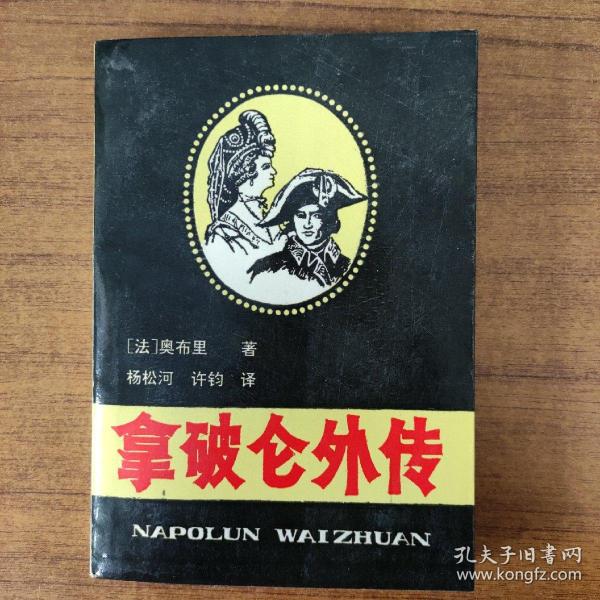 [法]奥布里 著
杨松河 许钧 译
拿破仑外传
NAPOLUN WAIZHUAN
孔夫子旧书网
www.kongfz.com